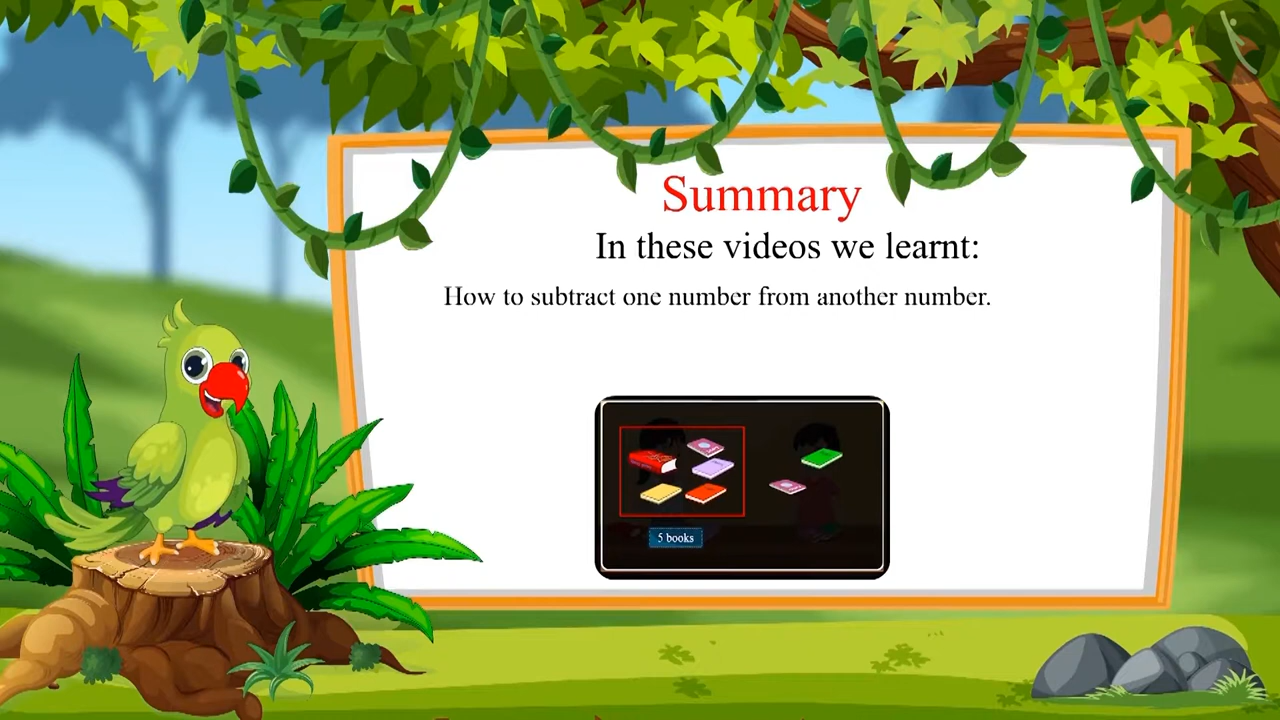 Summary
In these videos we learnt:
How to subtract one number from another number.
5 books